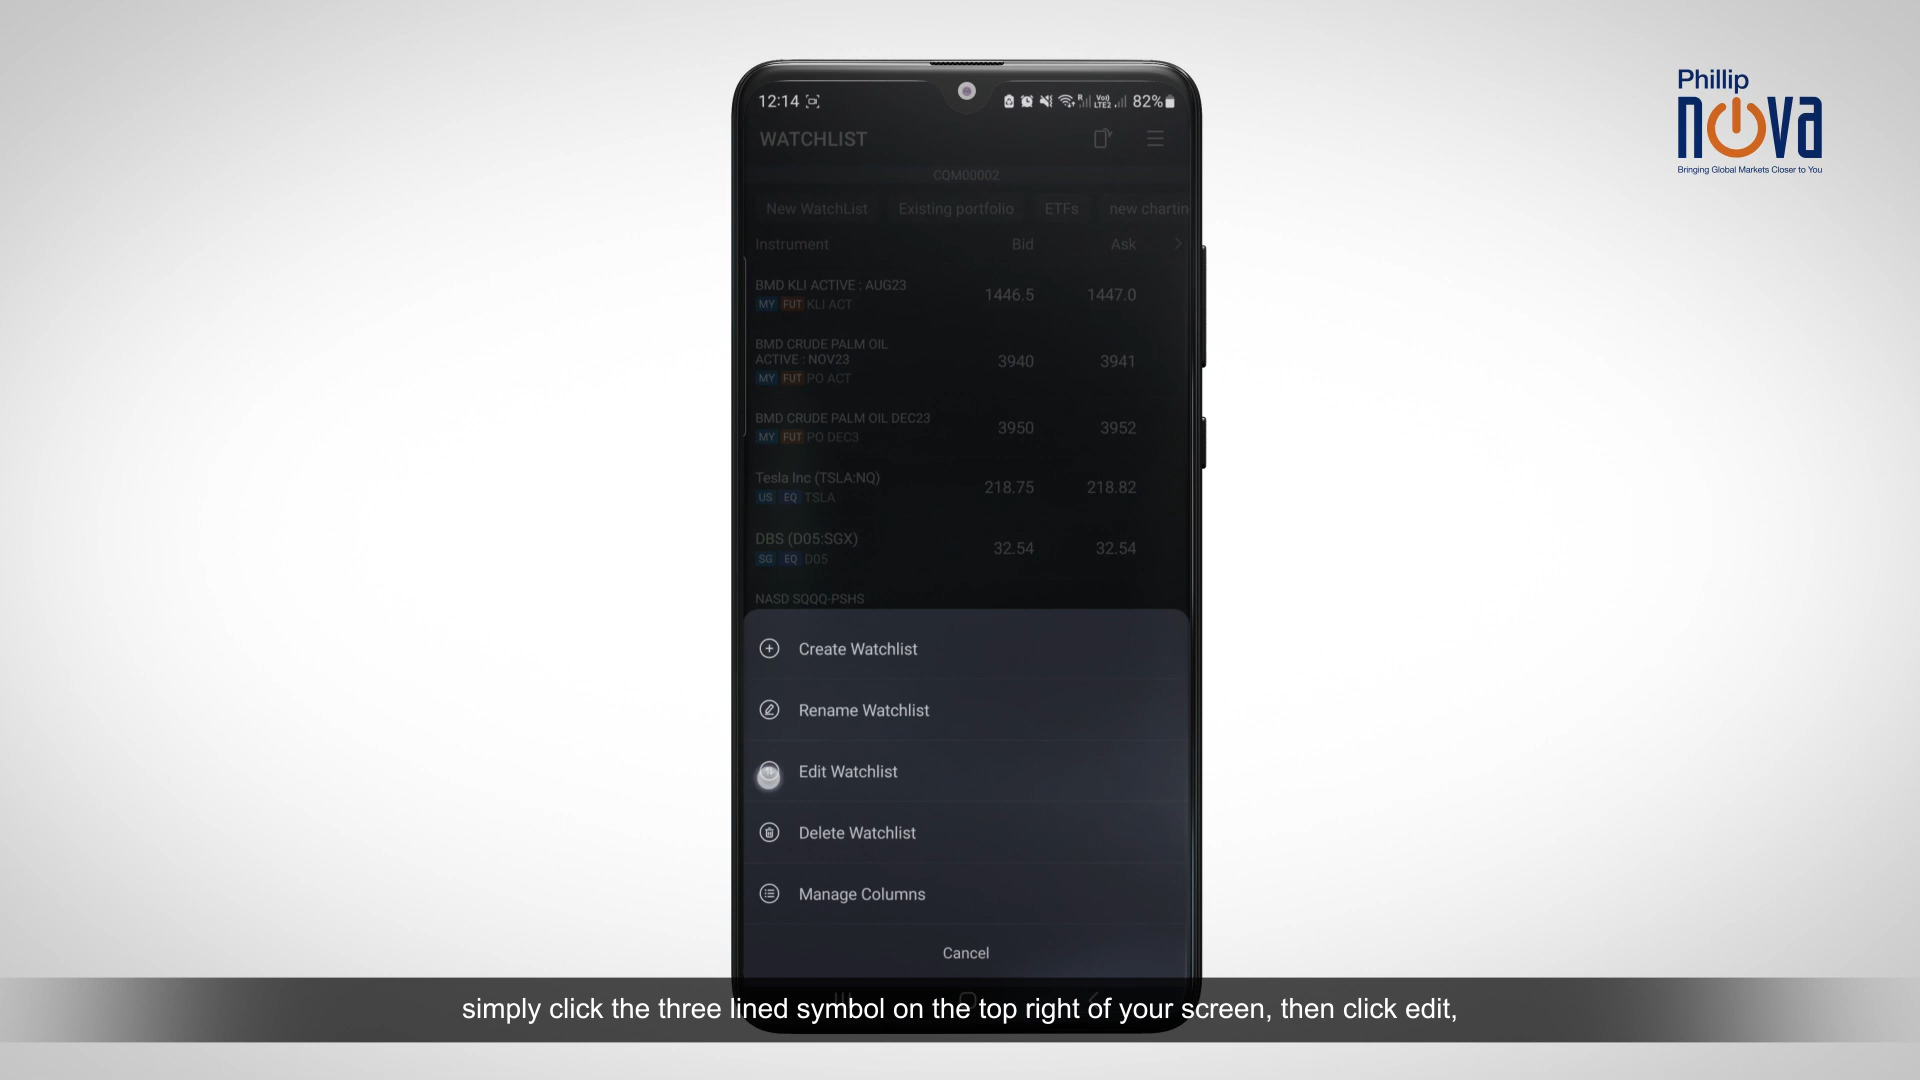 Phillip
nova
Bringing Global Markets Closer to You
12:14 82%
WATCHLIST
CQM00002
New WatchList Existing portfolio ETFs new chartin
Instrument Bid Ask
BMD KLI ACTIVE : AUG23
MY FUT KLI ACT 1446.5 1447.0
BMD CRUDE PALM OIL
ACTIVE : NOV23 3940 3941
MY FUT PO ACT
BMD CRUDE PALM OIL DEC23 3950 3952
MY FUT PO DEC3
Tesla Inc (TSLA:NQ) 218.75 218.82
US EQ TSLA
DBS (D05:SGX) 32.54 32.54
SG EQ D05
NASD SQQQ-PSHS
Create Watchlist
Rename Watchlist
Edit Watchlist
Delete Watchlist
Manage Columns
Cancel
simply click the three lined symbol on the top right of your screen, then click edit,